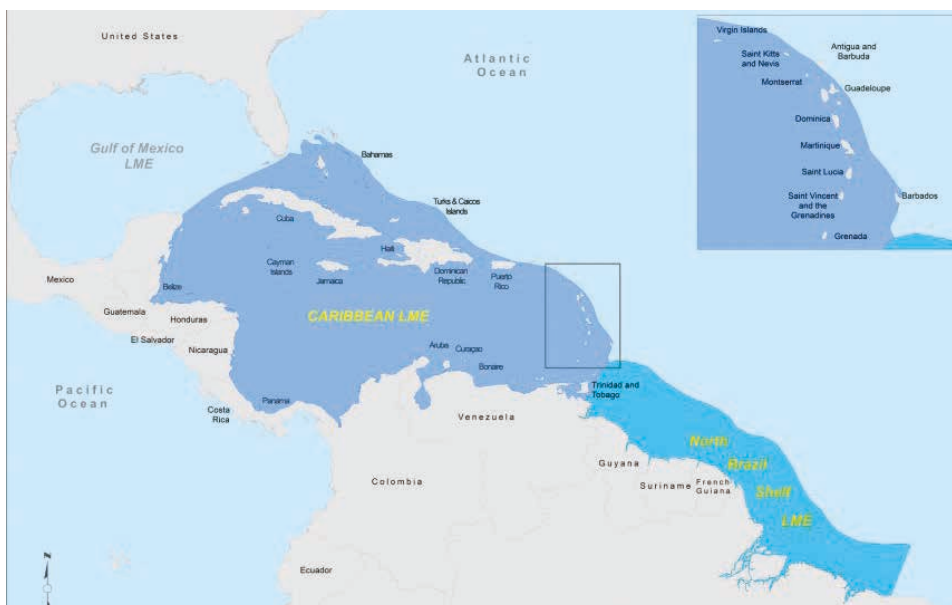 United States
Atlantic
Ocean
Gulf of Mexico
LME
Bahamas
Turks & Caicos
Islands
Cuba
Haiti
Cayman
Islands
Jamaica
Dominican
Republic
Puerto
Rico
Mexico
Belize
CARIBBEAN LME
Guatemala
Honduras
El Salvador
Nicaragua
Aruba
Curaçao
Bonaire
Pacific
Ocean
Costa
Rica
Panama
Trinidad and
Tobago
Venezuela
Colombia
Guyana
Suriname
French
Guiana
North
Brazil
Shelf
LME
Ecuador
N
Virgin Islands
Saint Kitts
and Nevis
Antigua and
Barbuda
Montserrat
Guadeloupe
Dominica
Martinique
Saint Lucia
Saint Vincent
and the
Grenadines
Barbados
Grenada